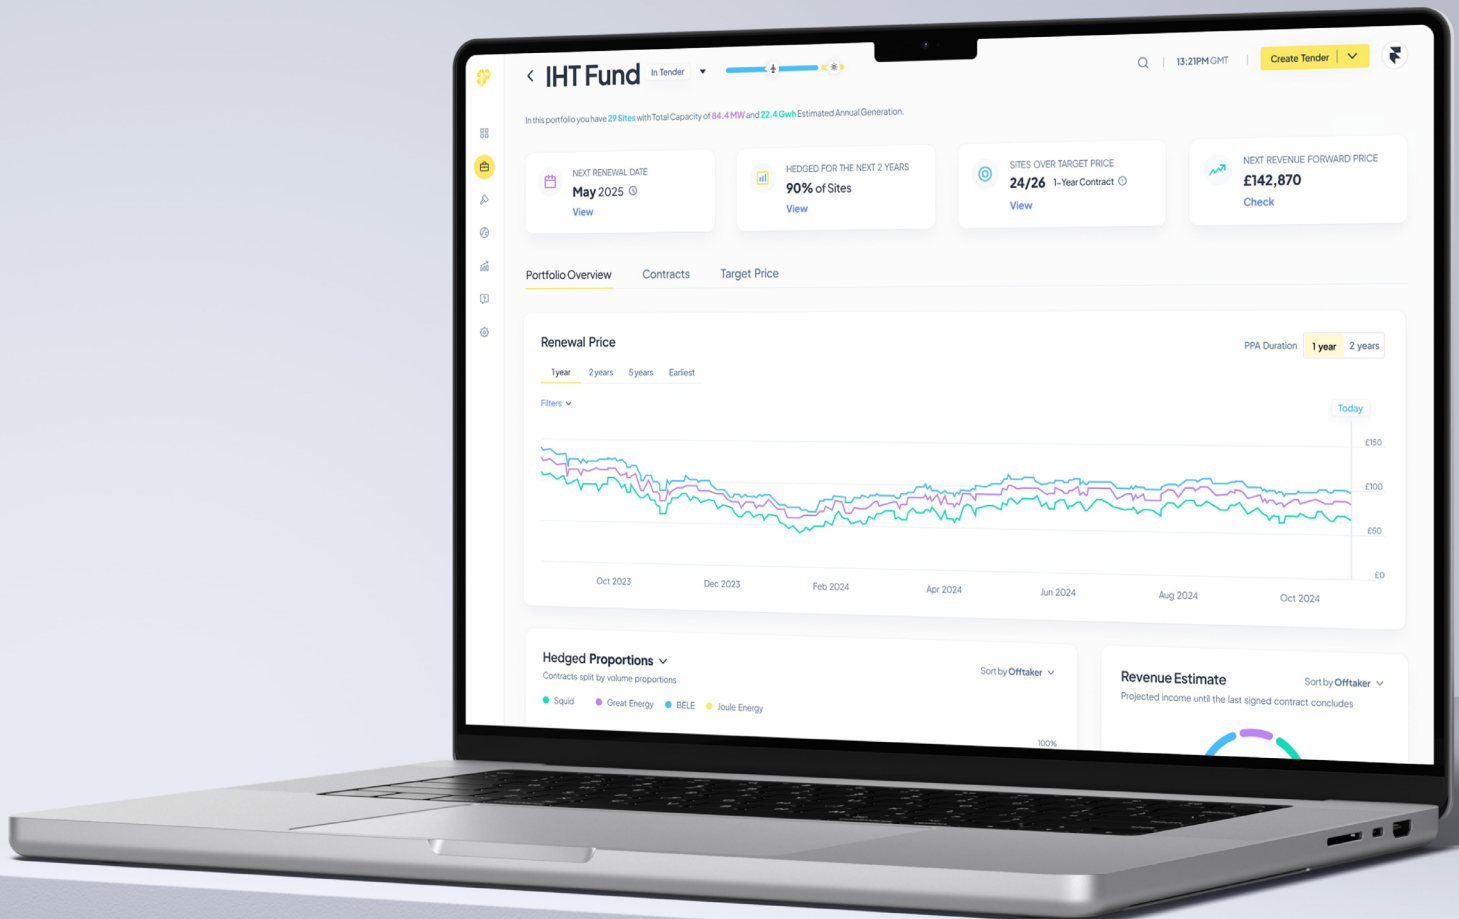 IHT Fund
In Tender
13:21PM GMT
Create Tender
In this portfolio you have 29 Sites with Total Capacity of 84.4 MW and 22.4 Gwh Estimated Annual Generation.
NEXT RENEWAL DATE
May 2025
View
HEDGED FOR THE NEXT 2 YEARS
90% of Sites
View
SITES OVER TARGET PRICE
24/26 1-Year Contract
View
NEXT REVENUE FORWARD PRICE
£142,870
Check
Portfolio Overview
Contracts
Target Price
Renewal Price
PPA Duration
1 year
2 years
1 year
2 years
5 years
Earliest
Filters
Today
£150
£100
£50
£0
Oct 2023
Dec 2023
Feb 2024
Apr 2024
Jun 2024
Aug 2024
Oct 2024
Hedged Proportions
Sort by Offtaker
Contracts split by volume proportions
Squid
Great Energy
BELE
Joule Energy
100%
Revenue Estimate
Sort by Offtaker
Projected income until the last signed contract concludes